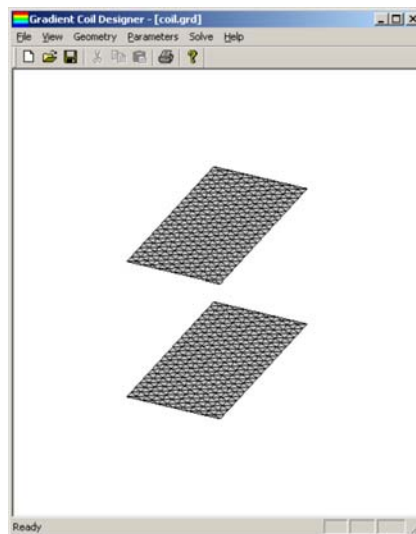 Gradient Coil Designer - [coil.grd]
File View Geometry Parameters Solve Help
Ready